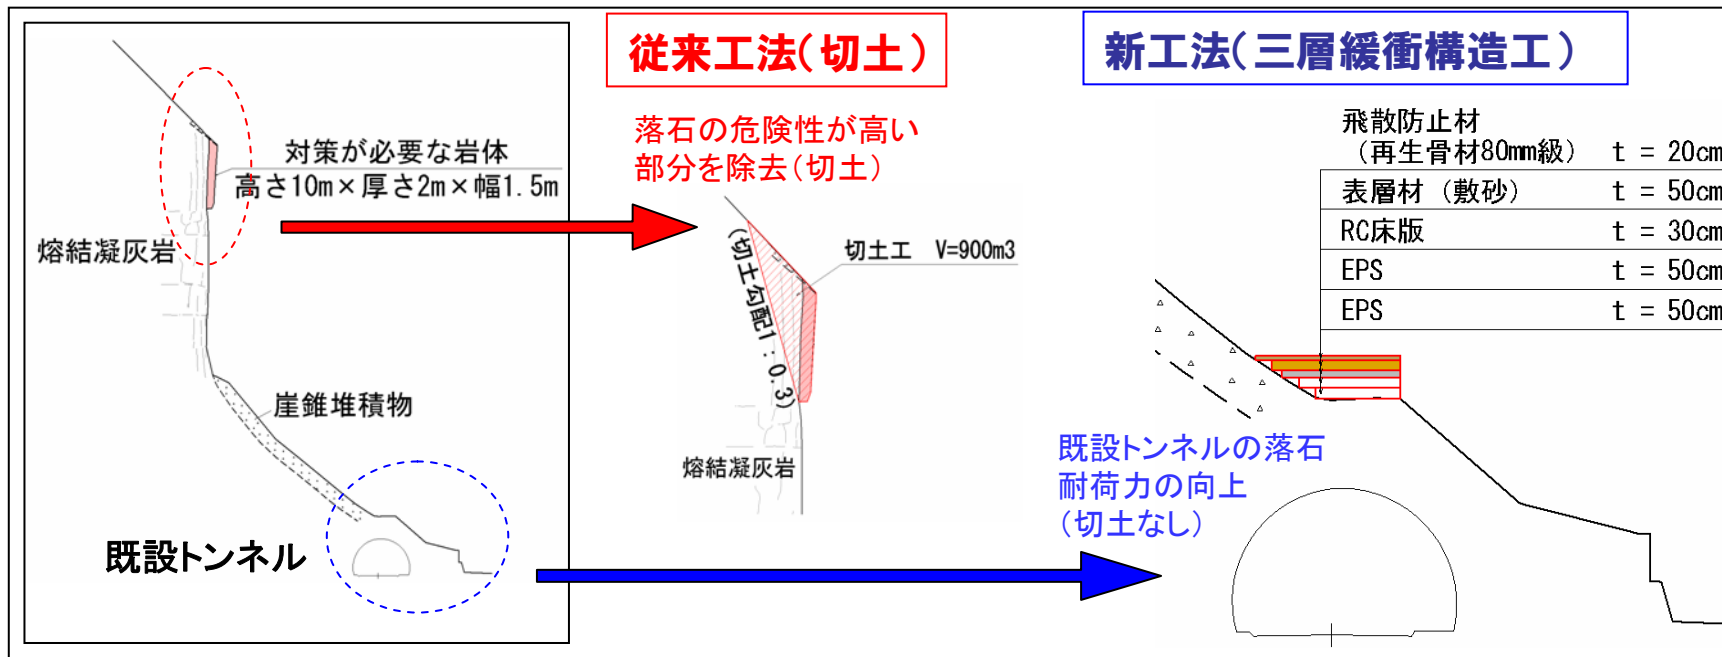 対策が必要な岩体
高さ10m×厚さ2m×幅1.5m
熔結凝灰岩
崖錐堆積物
既設トンネル
従来工法(切土)
落石の危険性が高い
部分を除去(切土)
切土工 V=900m3
(切土勾配1:0.3)
熔結凝灰岩
新工法(三層緩衝構造工)
飛散防止材
(再生骨材80mm級) t = 20cm
表層材 (敷砂) t = 50cm
RC床版 t = 30cm
EPS t = 50cm
EPS t = 50cm
既設トンネルの落石
耐荷力の向上
(切土なし)